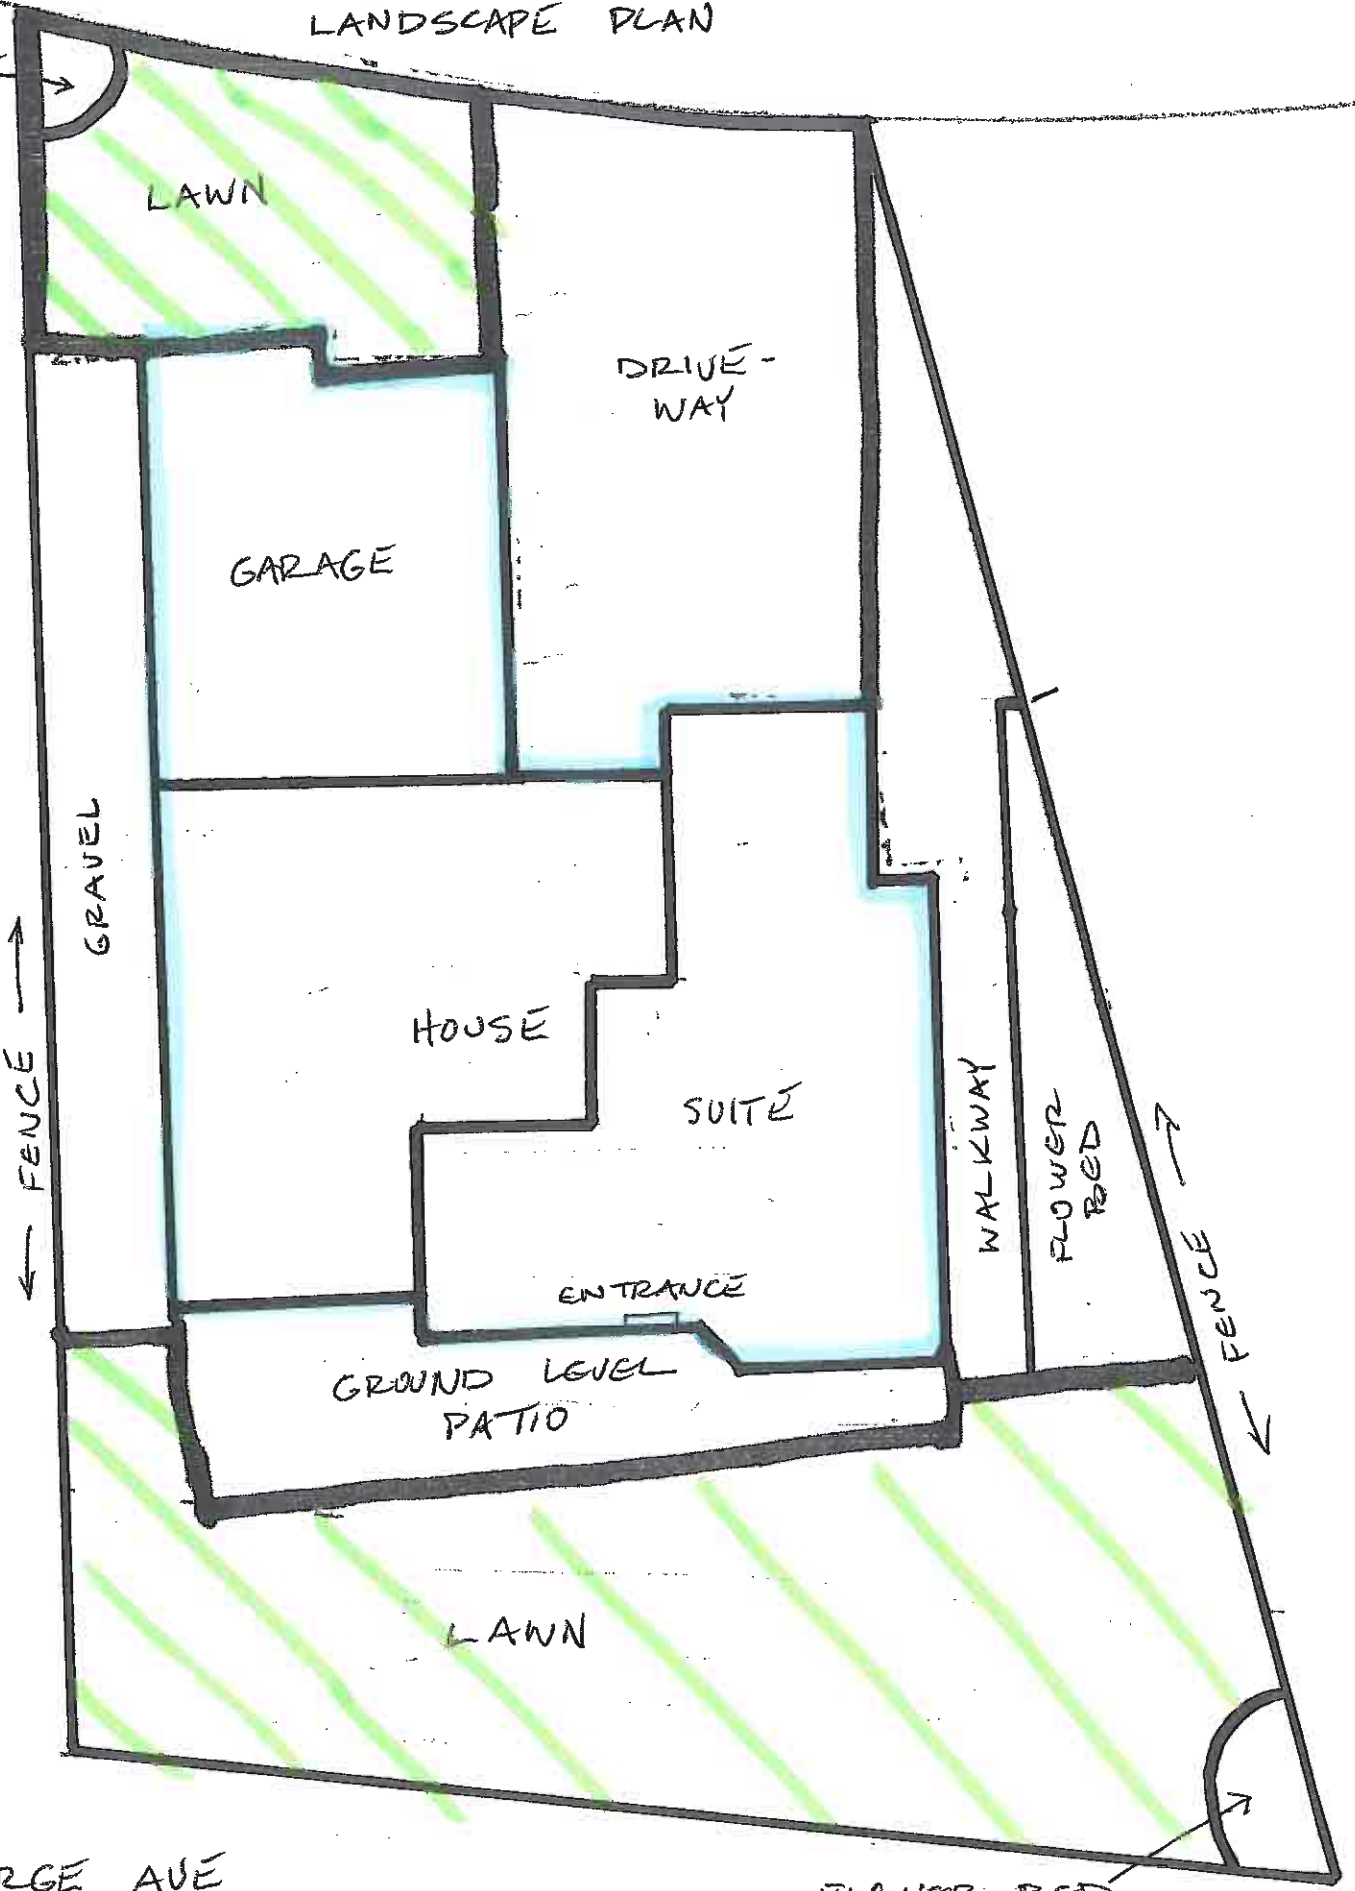 LANDSCAPE PLAN
LAWN
DRIVE-
WAY
GARAGE
GRAVEL
HOUSE
FENCE
SUITE
WALKWAY
FLOWER
BED
ENTRANCE
FENCE
GROUND LEVEL
PATIO
LAWN
AVE